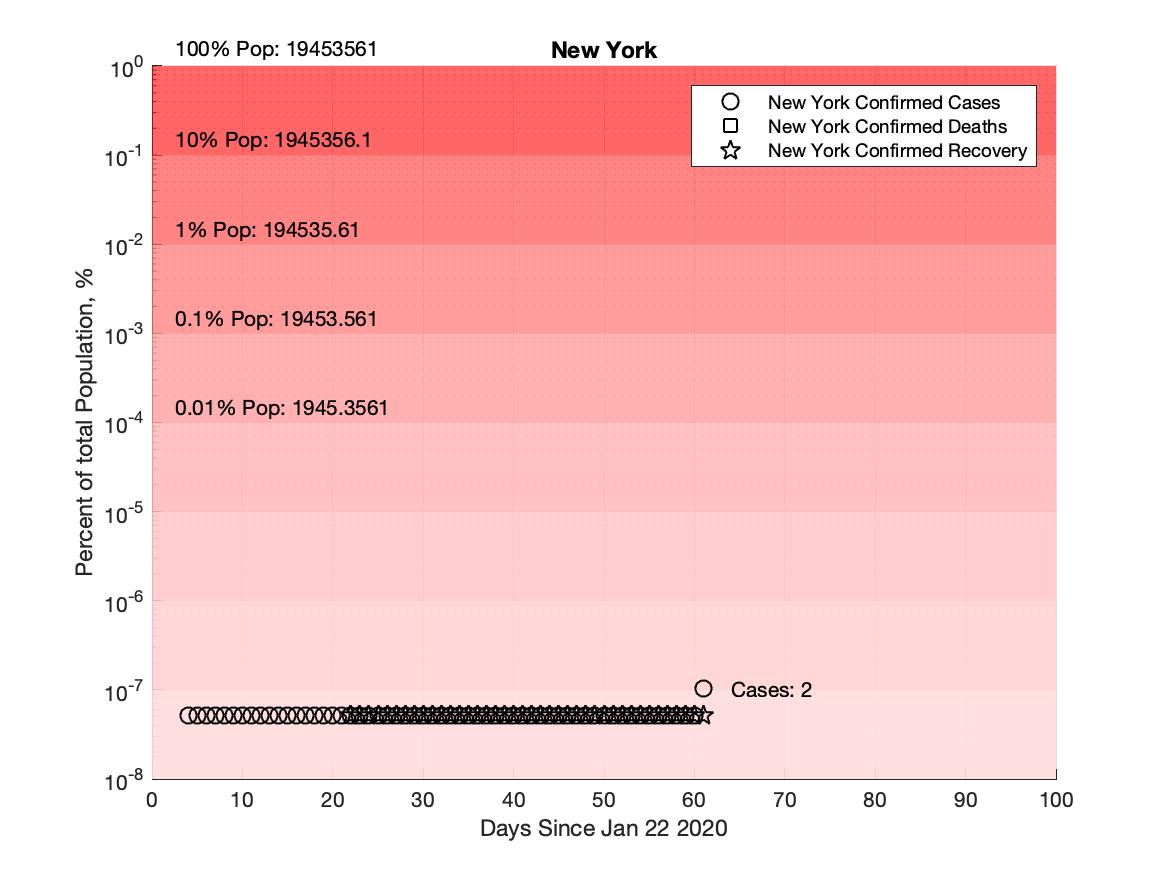 100% Pop: 19453561
New York
10^0
New York Confirmed Cases
New York Confirmed Deaths
10% Pop: 1945356.1
New York Confirmed Recovery
10^-1
1% Pop: 194535.61
10^-2
0.1% Pop: 19453.561
10^-3
0.01% Pop: 1945.3561
10^-4
Percent of total Population, %
10^-5
10^-6
10^-7
Cases: 2
10^-8
0 10 20 30 40 50 60 70 80 90 100
Days Since Jan 22 2020